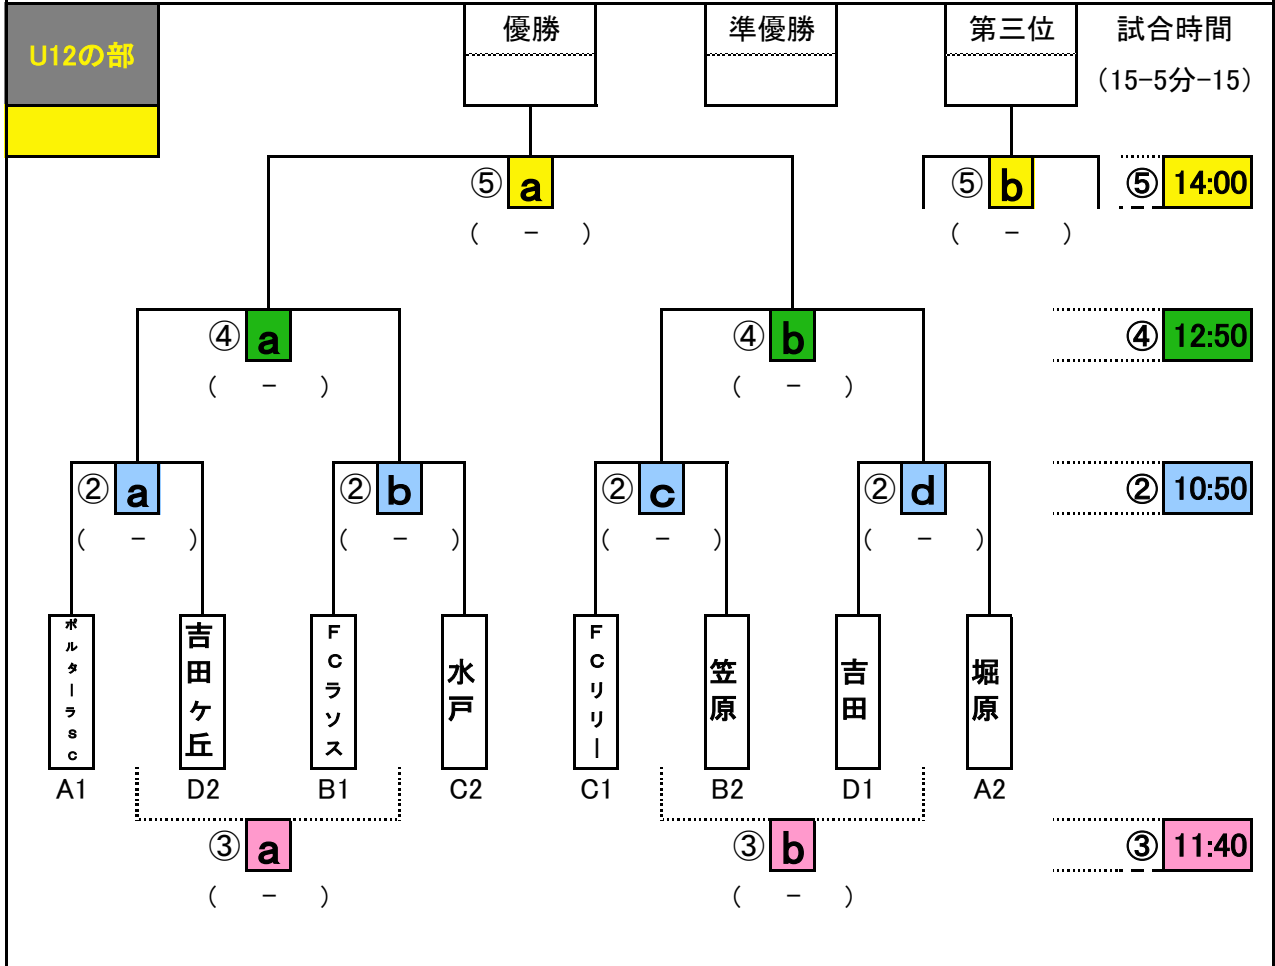 優勝
準優勝
第三位
試合時間
U12の部
(15-5分-15)
⑤ a
⑤ b
⑤ 14:00
( - )
( - )
④ a
④ b
④ 12:50
( - )
( - )
② a
② b
② c
② d
② 10:50
( - )
( - )
( - )
( - )
ポルターラsc
吉田ヶ丘
FCラソス
水戸
FCリリー
笠原
吉田
堀原
A1
D2
B1
C2
C1
B2
D1
A2
③ a
③ b
③ 11:40
( - )
( - )